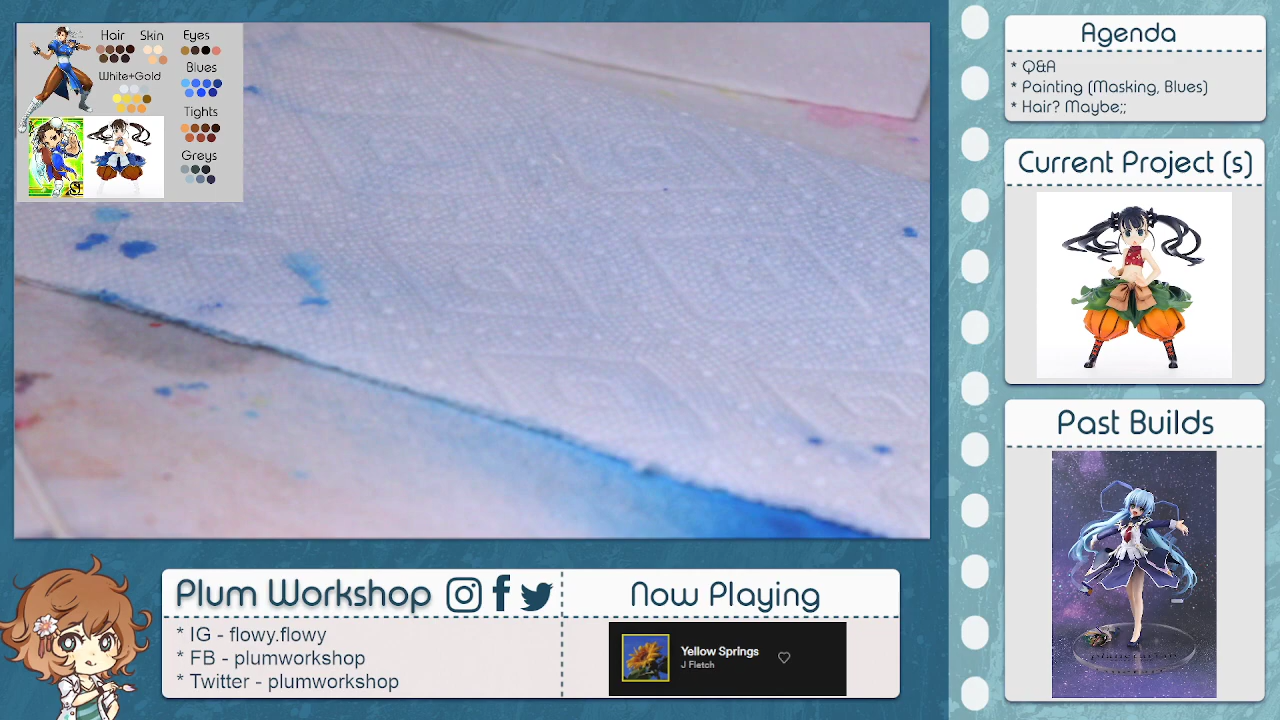 Hair Skin Eyes
White+Gold
Blues
Tights
Greys
Agenda
* Q&A
* Painting (Masking, Blues)
* Hair? Maybe;;
Current Project (s)
Past Builds
planetarian
Plum Workshop
* IG - flowy.flowy
* FB - plumworkshop
* Twitter - plumworkshop
Now Playing
Yellow Springs
J Fletch